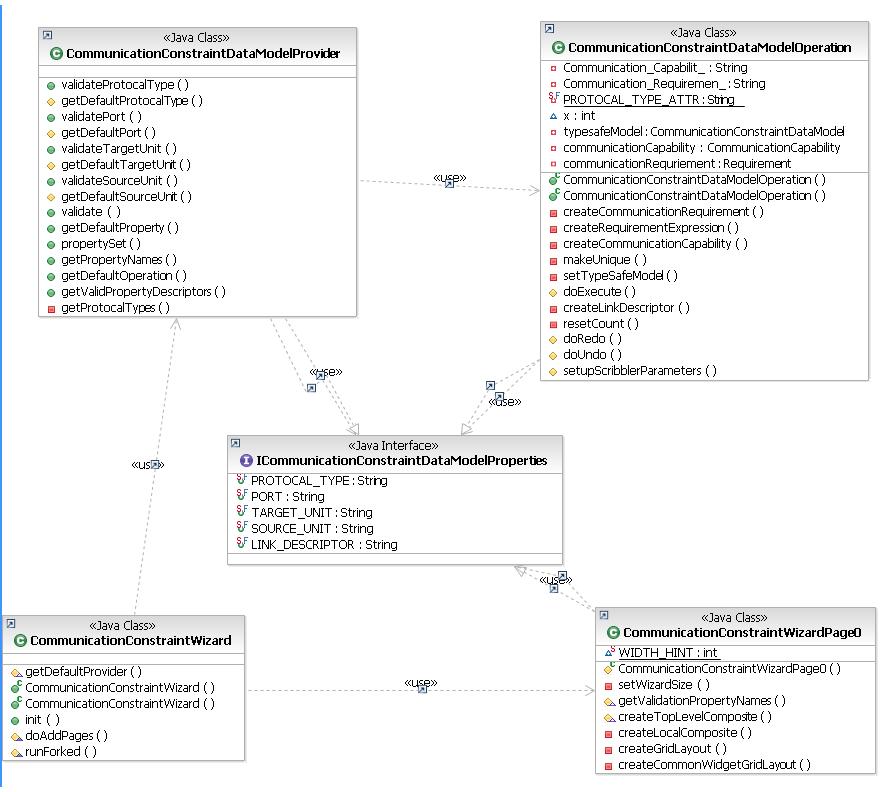 «Java Class»
CommunicationConstraintDataModelProvider
validateProtocalType ( )
getDefaultProtocalType ( )
validatePort ( )
getDefaultPort ( )
validateTargetUnit ( )
getDefaultTargetUnit ( )
validateSourceUnit ( )
getDefaultSourceUnit ( )
validate ( )
getDefaultProperty ( )
propertySet ( )
getPropertyNames ( )
getDefaultOperation ( )
getValidPropertyDescriptors ( )
getProtocalTypes ( )
«use»
«Java Class»
CommunicationConstraintDataModelOperation
Communication_Capabilit_ : String
Communication_Requiremen_ : String
PROTOCAL_TYPE_ATTR : String
x : int
typesafeModel : CommunicationConstraintDataModel
communicationCapability : CommunicationCapability
communicationRequriement : Requirement
CommunicationConstraintDataModelOperation ( )
CommunicationConstraintDataModelOperation ( )
createCommunicationRequirement ( )
createRequirementExpression ( )
createCommunicationCapability ( )
makeUnique ( )
setTypeSafeModel ( )
doExecute ( )
createLinkDescriptor ( )
resetCount ( )
doRedo ( )
doUndo ( )
setupScribblerParameters ( )
«use»
«use»
«use»
«Java Interface»
ICommunicationConstraintDataModelProperties
PROTOCAL_TYPE : String
PORT : String
TARGET_UNIT : String
SOURCE_UNIT : String
LINK_DESCRIPTOR : String
«use»
«Java Class»
CommunicationConstraintWizard
getDefaultProvider ( )
CommunicationConstraintWizard ( )
CommunicationConstraintWizard ( )
init ( )
doAddPages ( )
runForked ( )
«use»
«Java Class»
CommunicationConstraintWizardPage0
WIDTH_HINT : int
CommunicationConstraintWizardPage0 ( )
setWizardSize ( )
getValidationPropertyNames ( )
createTopLevelComposite ( )
createLocalComposite ( )
createGridLayout ( )
createCommonWidgetGridLayout ( )